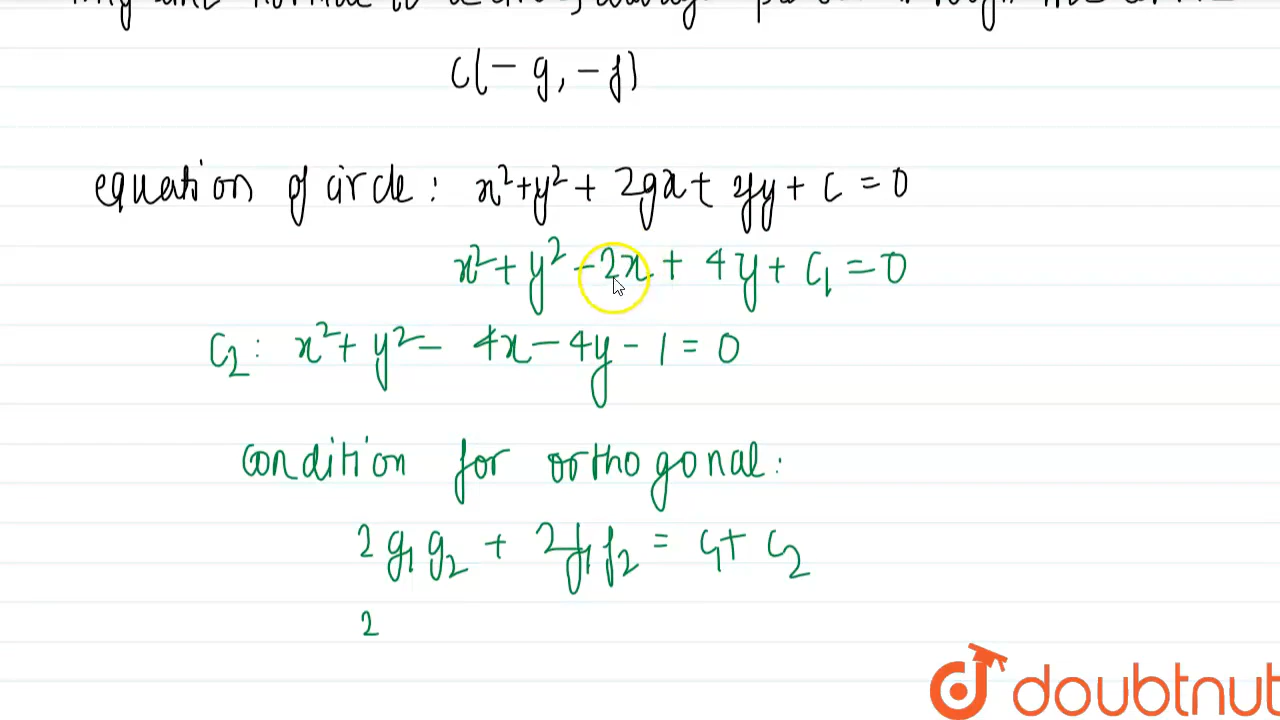 C(-g, -f)
equation of circle: x²+y²+ 2gx+ 2fy+ c = 0
x²+ y²-2x + 4y + c₁ = 0
C₂: x²+ y²- 4x - 4y - 1 = 0
condition for orthogonal:
2g₁g₂ + 2f₁f₂ = c₁+ c₂
2
doubtnut